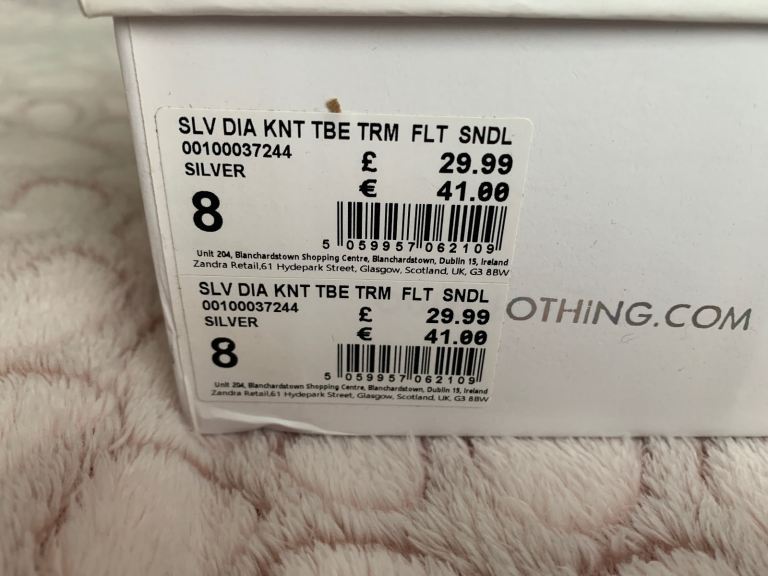 SLV DIA KNT TBE TRM FLT SNDL
00100037244 £ 29.99
SILVER € 41.00
8
5 059957 062109
Unit 204, Blanchardstown Shopping Centre, Blanchardstown, Dublin 15, Ireland
Zandra Retail,61 Hydepark Street, Glasgow, Scotland, UK, G3 8BW
SLV DIA KNT TBE TRM FLT SNDL
00100037244 £ 29.99
SILVER € 41.00
8
5 059957 062109
Unit 204, Blanchardstown Shopping Centre, Blanchardstown, Dublin 15, Ireland
Zandra Retail,61 Hydepark Street, Glasgow, Scotland, UK, G3 8BW
OTHiNG.COM